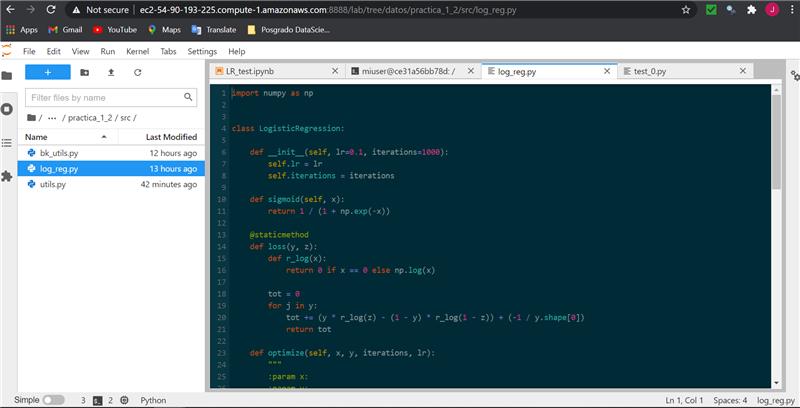 Not secure | ec2-54-90-193-225.compute-1.amazonaws.com:8888/lab/tree/datos/practica_1_2/src/log_reg.py
J
Apps Gmail YouTube Maps Translate Posgrado DataScie...
File Edit View Run Kernel Tabs Settings Help
+
LR_test.ipynb
miuser@ce31a56bb78d: /
log_reg.py
test_0.py
Filter files by name
/ ··· / practica_1_2 / src /
Name Last Modified
bk_utils.py 12 hours ago
log_reg.py 13 hours ago
utils.py 42 minutes ago
1 import numpy as np
2
3
4 class LogisticRegression:
5
6 def __init__(self, lr=0.1, iterations=1000):
7 self.lr = lr
8 self.iterations = iterations
9
10 def sigmoid(self, x):
11 return 1 / (1 + np.exp(-x))
12
13 @staticmethod
14 def loss(y, z):
15 def r_log(x):
16 return 0 if x == 0 else np.log(x)
17
18 tot = 0
19 for j in y:
20 tot += (y * r_log(z) - (1 - y) * r_log(1 - z)) + (-1 / y.shape[0])
21 return tot
22
23 def optimize(self, x, y, iterations, lr):
24 """
25 :param x:
Simple 3 2 Python Ln 1, Col 1 Spaces: 4 log_reg.py